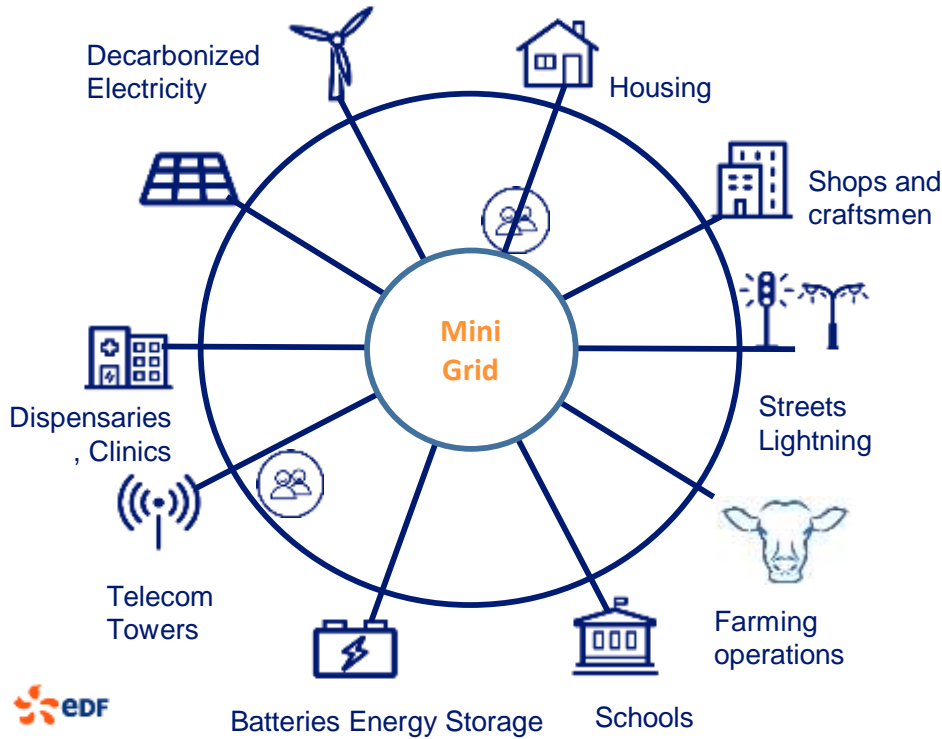 Decarbonized
Electricity
Housing
Shops and
craftsmen
Mini
Grid
Dispensaries
, Clinics
Streets
Lightning
Telecom
Towers
Farming
operations
Batteries Energy Storage
Schools
eDF